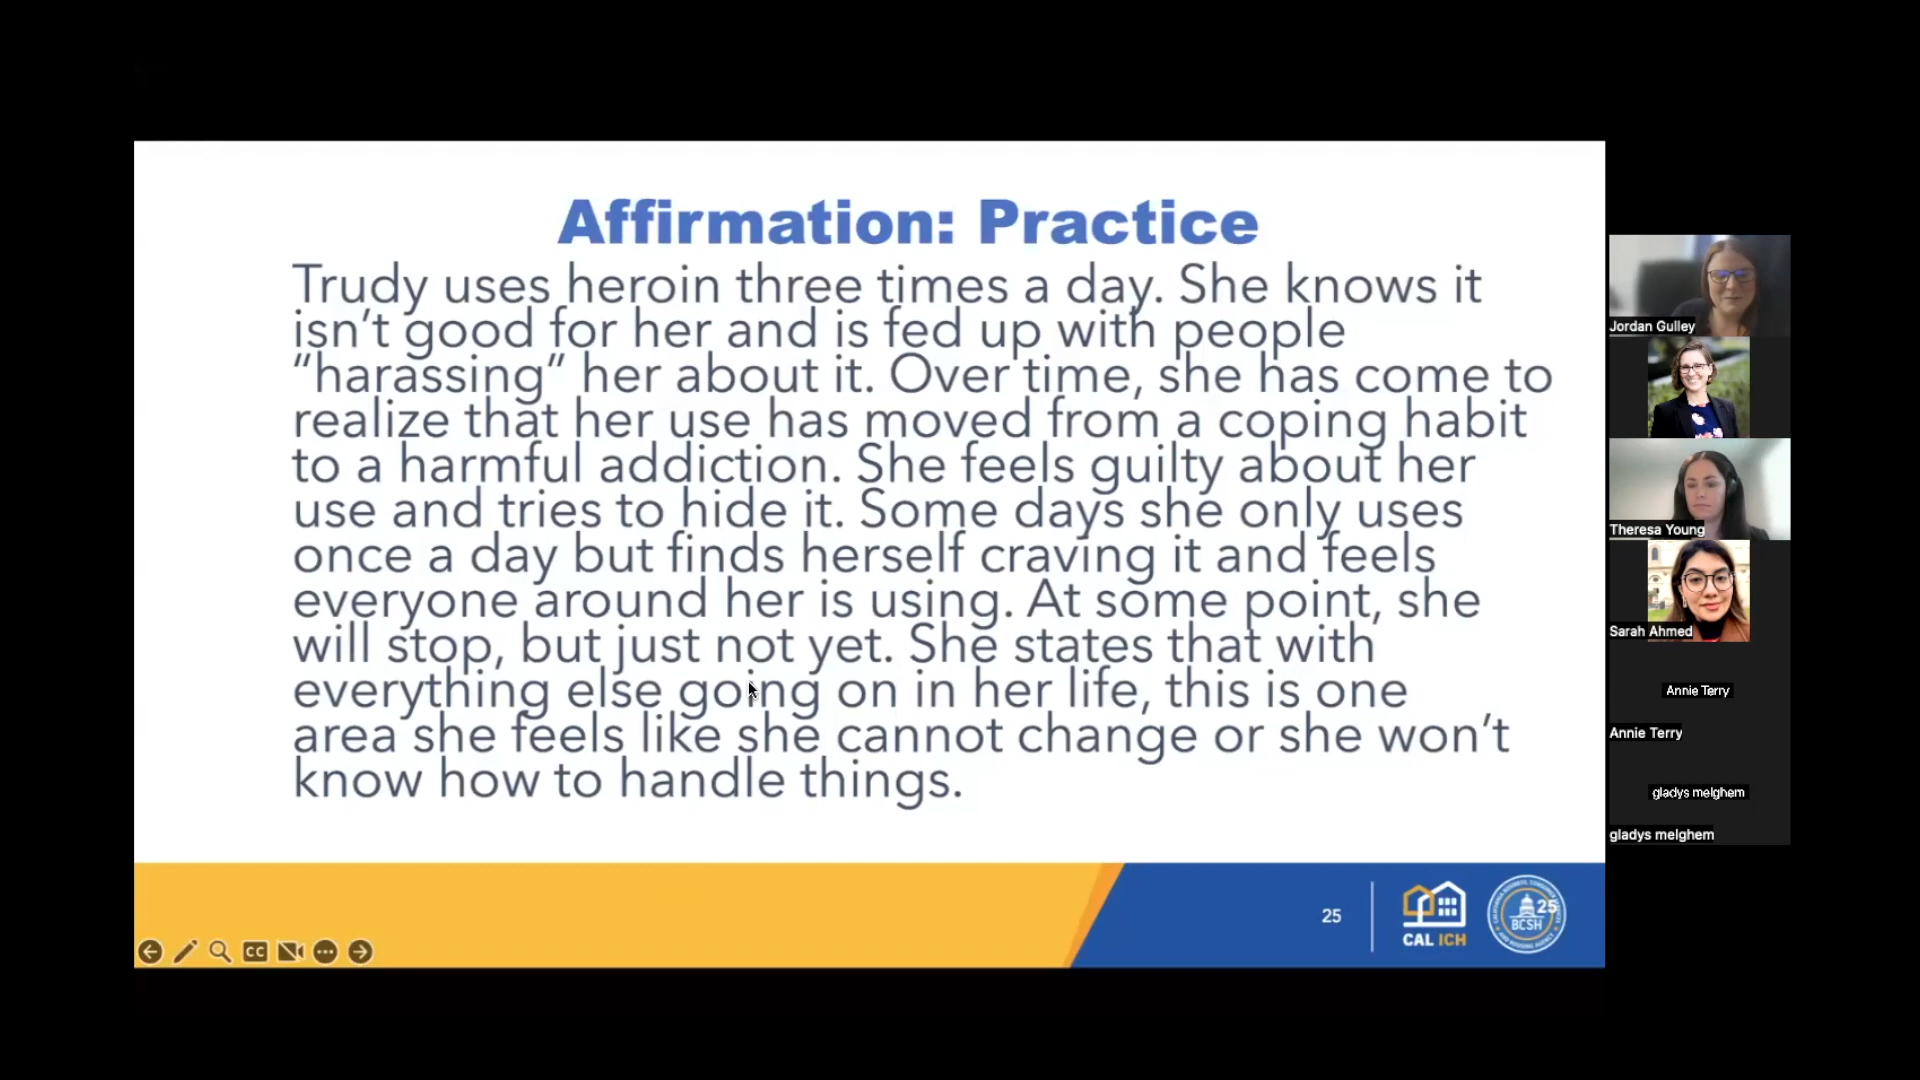 Affirmation: Practice
Trudy uses heroin three times a day. She knows it
isn’t good for her and is fed up with people
“harassing” her about it. Over time, she has come to
realize that her use has moved from a coping habit
to a harmful addiction. She feels guilty about her
use and tries to hide it. Some days she only uses
once a day but finds herself craving it and feels
everyone around her is using. At some point, she
will stop, but just not yet. She states that with
everything else going on in her life, this is one
area she feels like she cannot change or she won’t
know how to handle things.
25
CAL ICH
25
BCSH
CC
Jordan Gulley
Theresa Young
Sarah Ahmed
Annie Terry
Annie Terry
gladys melghem
gladys melghem